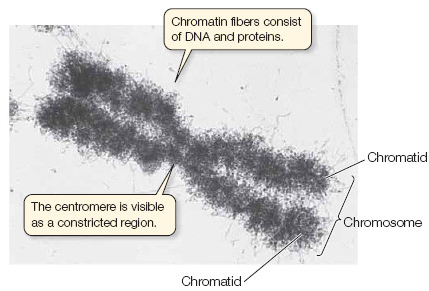 Chromatin fibers consist
of DNA and proteins.
Chromatid
The centromere is visible
as a constricted region.
Chromosome
Chromatid